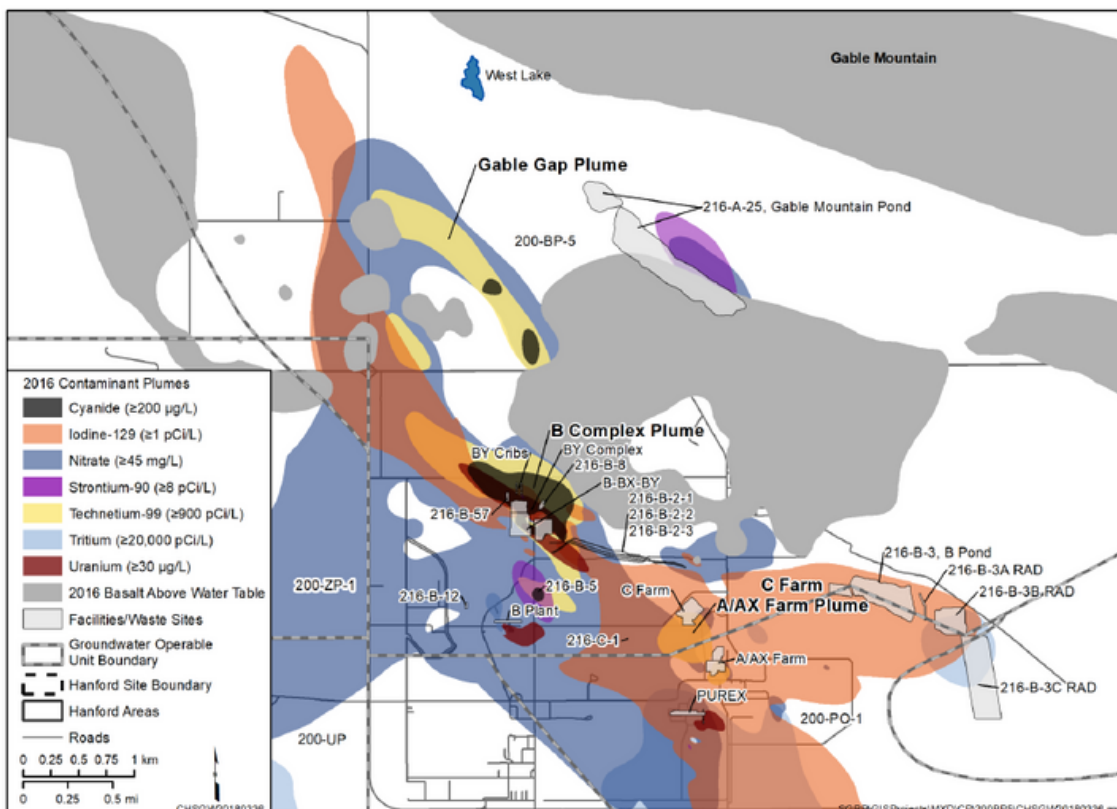 Gable Mountain
West Lake
Gable Gap Plume
216-A-25, Gable Mountain Pond
200-BP-5
2016 Contaminant Plumes
Cyanide (≥200 µg/L)
Iodine-129 (≥1 pCi/L)
Nitrate (≥45 mg/L)
Strontium-90 (≥8 pCi/L)
Technetium-99 (≥900 pCi/L)
Tritium (≥20,000 pCi/L)
Uranium (≥30 µg/L)
2016 Basalt Above Water Table
Facilities/Waste Sites
Groundwater Operable
Unit Boundary
Hanford Site Boundary
Hanford Areas
Roads
0 0.25 0.5 0.75 1 km
0 0.25 0.5 mi
B Complex Plume
BY Cribs
BY Complex
216-B-8
B-BX-BY
216-B-57
216-B-2-1
216-B-2-2
216-B-2-3
200-ZP-1
216-B-12
216-B-5
B Plant
216-C-1
C Farm
C Farm
A/AX Farm Plume
A/AX Farm
216-B-3, B Pond
216-B-3A RAD
216-B-3B RAD
216-B-3C RAD
PUREX
200-PO-1
200-UP